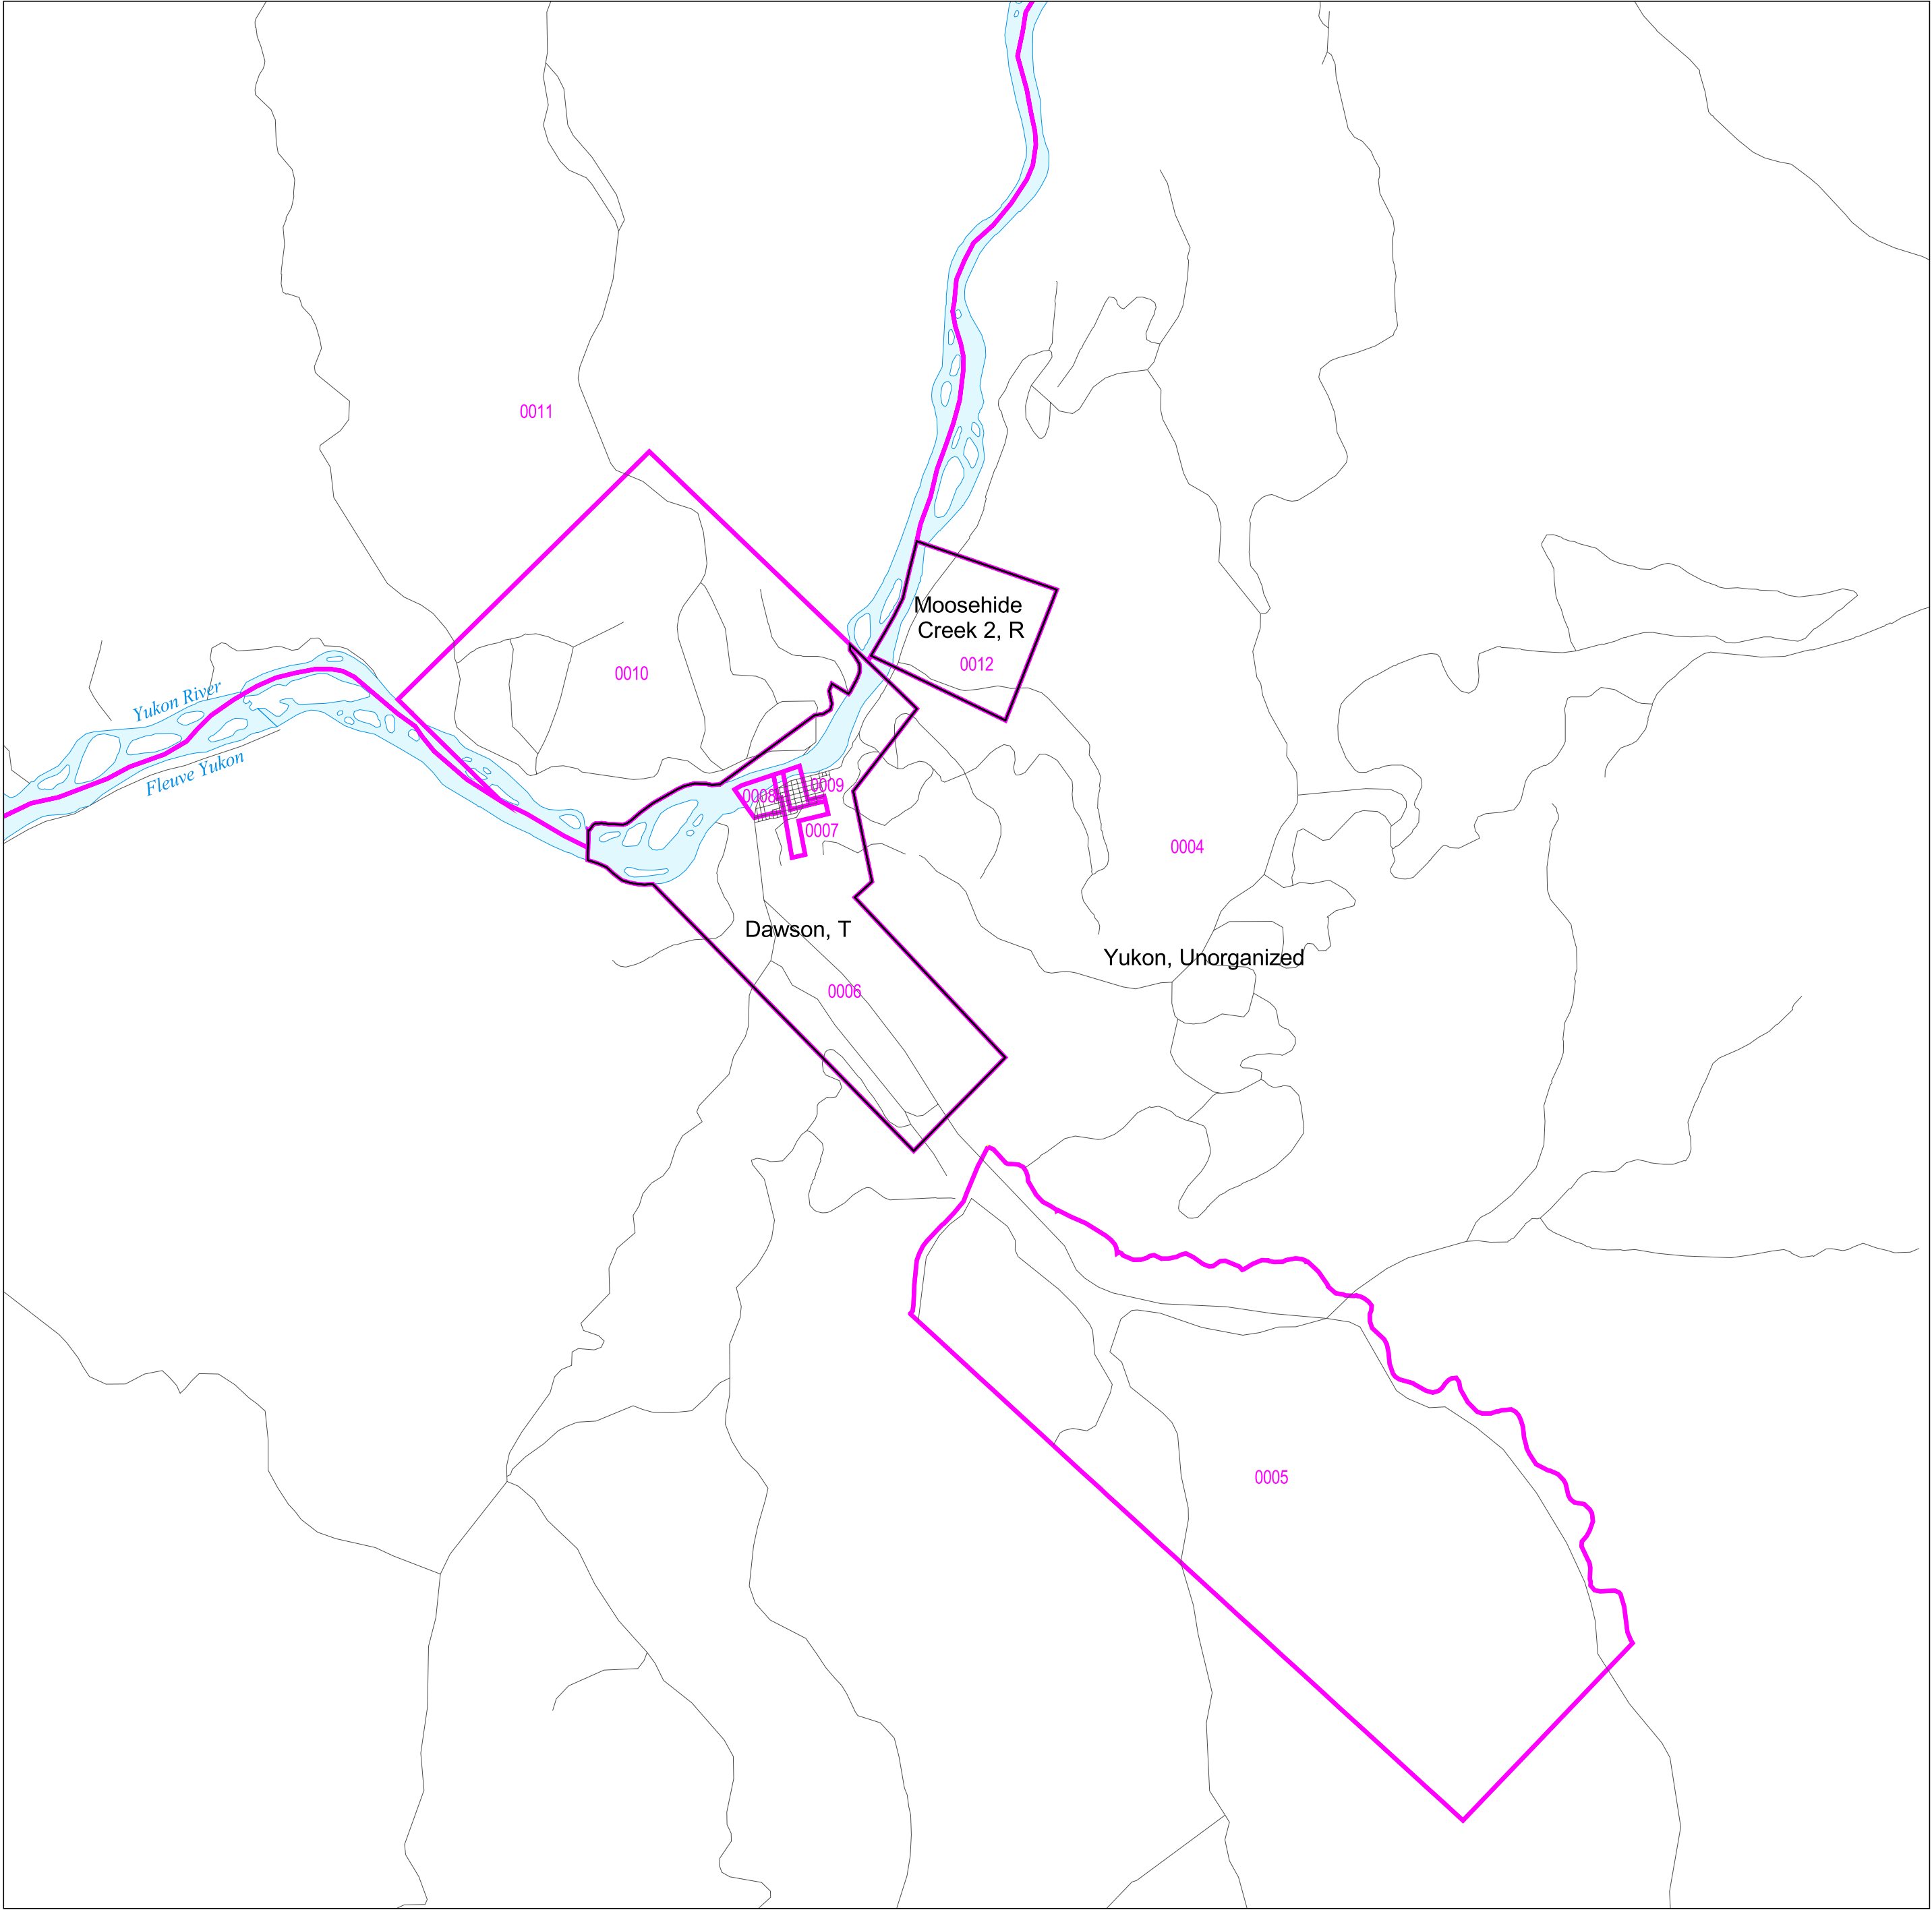 0011
Moosehide
Creek 2, R
0012
0010
Yukon River
Fleuve Yukon
0009
0008
0007
0004
Dawson, T
Yukon, Unorganized
0006
0005